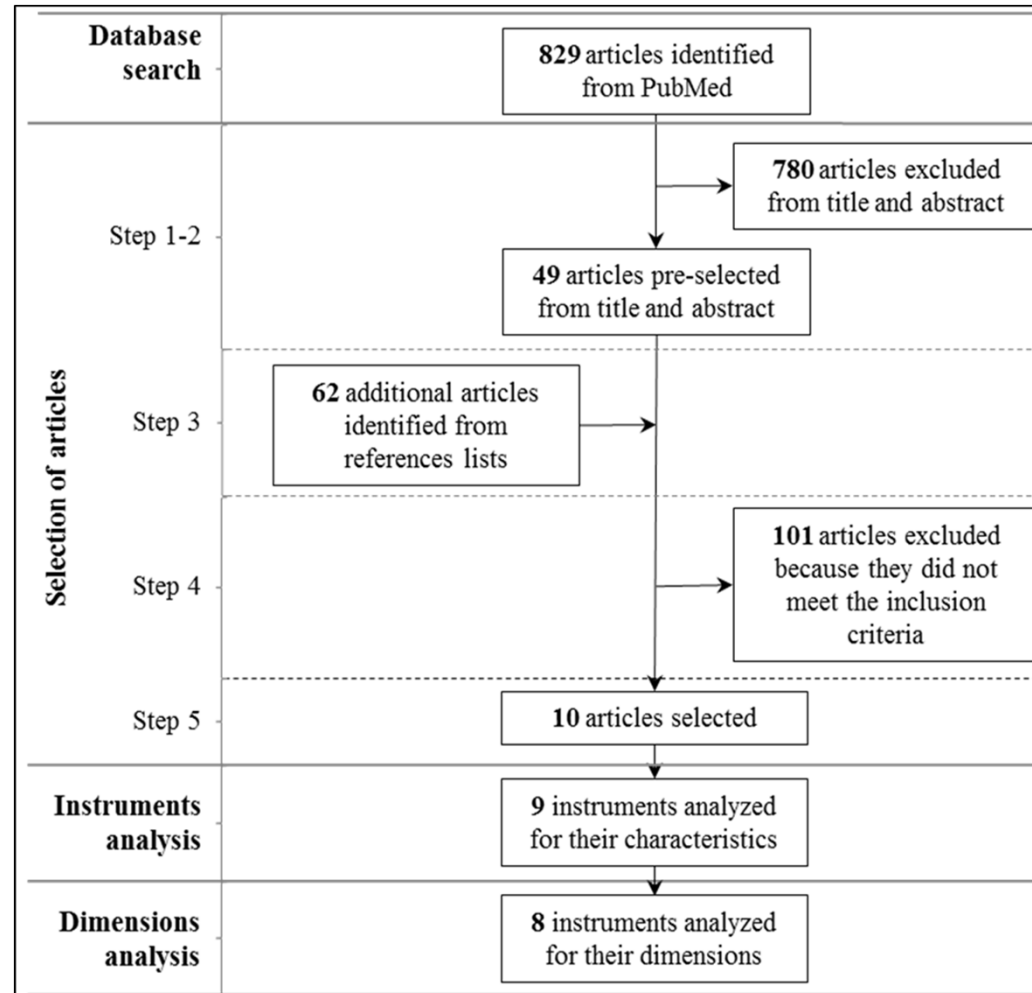 Database
search
829 articles identified
from PubMed
Selection of articles
Step 1-2
780 articles excluded
from title and abstract
49 articles pre-selected
from title and abstract
Step 3
62 additional articles
identified from
references lists
Step 4
101 articles excluded
because they did not
meet the inclusion
criteria
Step 5
10 articles selected
Instruments
analysis
9 instruments analyzed
for their characteristics
Dimensions
analysis
8 instruments analyzed
for their dimensions